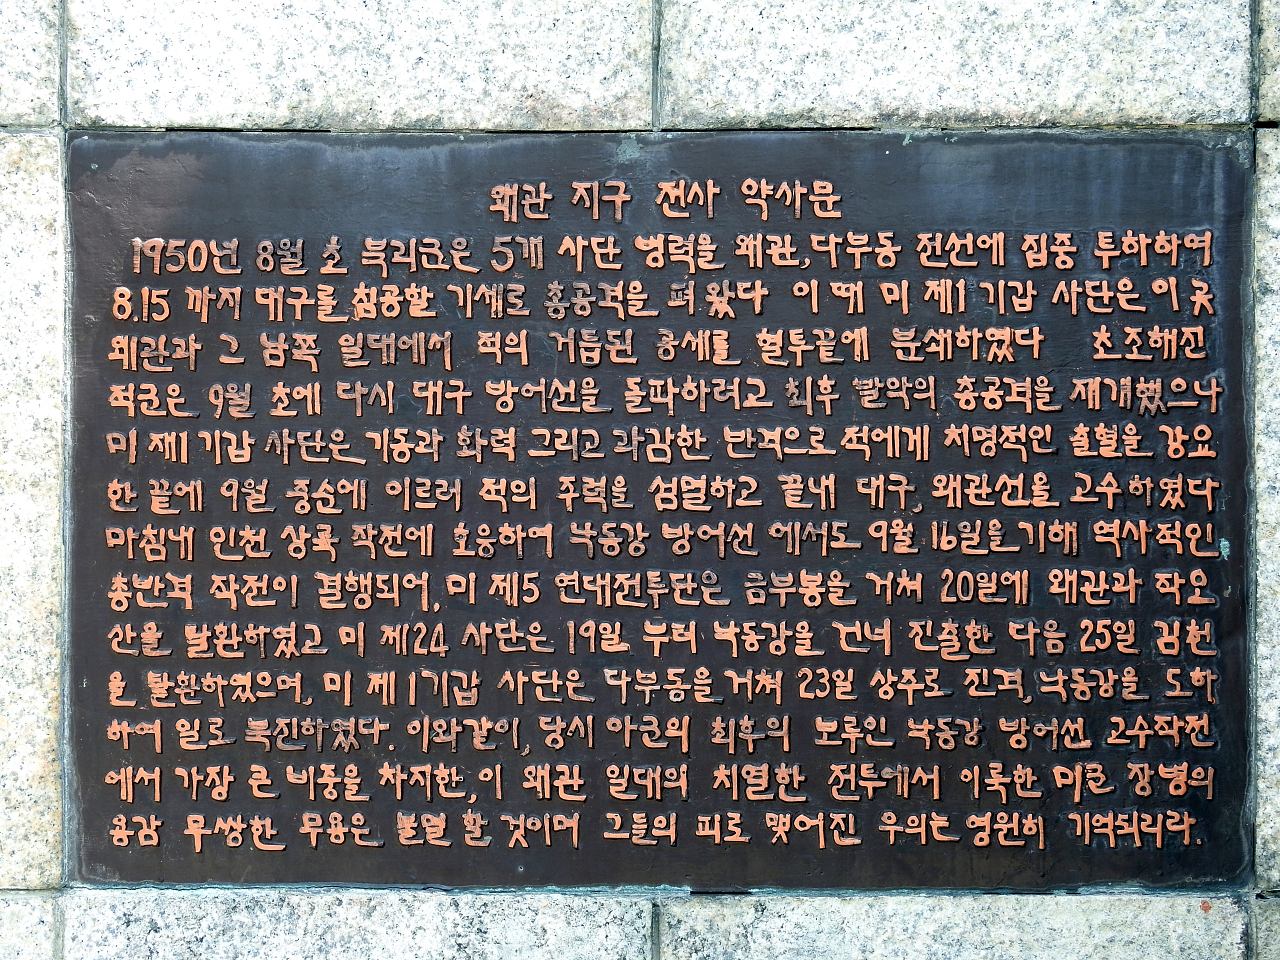 왜관 지구 전사 약사문
1950년 8월 초 북괴군은 5개 사단 병력을 왜관,다부동 전선에 집중 투하하여
8.15 까지 대구를 침공할 기세로 총공격을 펴 왔다 이 때 미 제1 기갑 사단은 이 곳
왜관과 그 남쪽 일대에서 적의 거듭된 공세를 혈투끝에 분쇄하였다 초조해진
적군은 9월 초에 다시 대구 방어선을 돌파하려고 최후 발악의 총공격을 재개했으나
미 제1 기갑 사단은 기동과 화력 그리고 과감한 반격으로 적에게 치명적인 출혈을 강요
한 끝에 9월 중순에 이르러 적의 주력을 섬멸하고 끝내 대구, 왜관선을 고수하였다
마침내 인천 상륙 작전에 호응하여 낙동강 방어선 에서도 9월 16일을 기해 역사적인
총반격 작전이 결행되어, 미 제5 연대전투단은 금무봉을 거쳐 20일에 왜관과 작오
산을 탈환하였고 미 제24 사단은 19일 부터 낙동강을 건너 진출한 다음 25일 김천
을 탈환하였으며, 미 제1기갑 사단은 다부동을 거쳐 23일 상주로 진격, 낙동강을 도하
하여 일로 북진하였다. 이와같이, 당시 아군의 최후의 보루인 낙동강 방어선 고수작전
에서 가장 큰 비중을 차지한, 이 왜관 일대의 치열한 전투에서 이룩한 미군 장병의
용감 무쌍한 무용은 불멸 할 것이며 그들의 피로 맺어진 우의는 영원히 기억되리라.